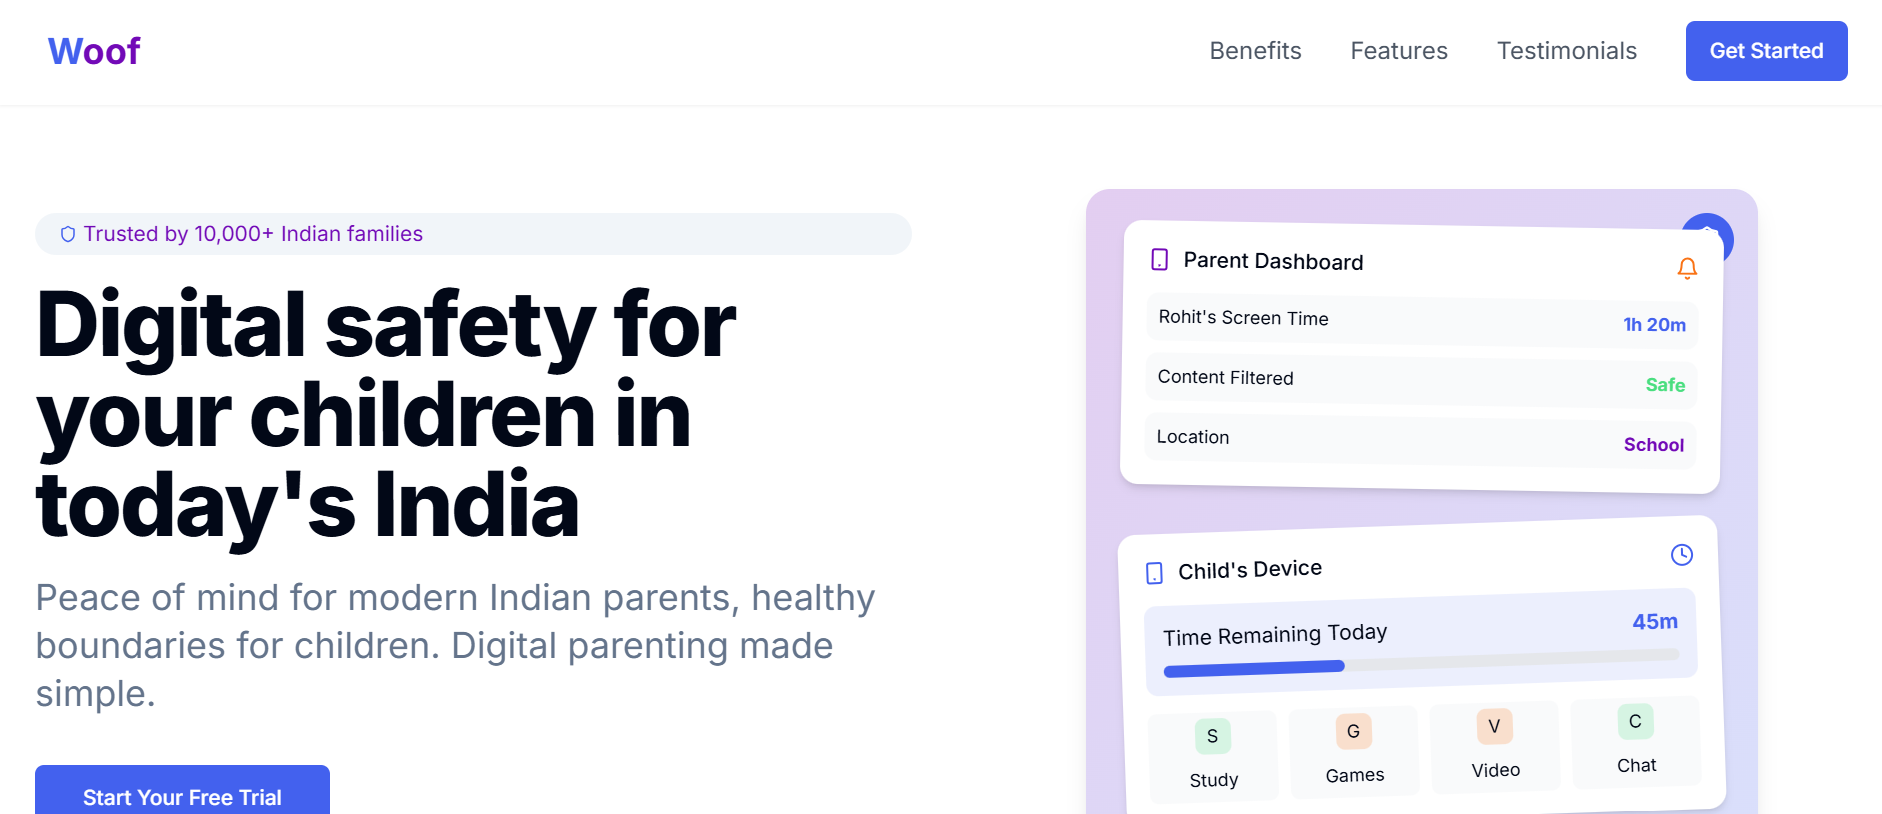 Woof
Benefits
Features
Testimonials
Get Started
Trusted by 10,000+ Indian families
Digital safety for
your children in
today's India
Peace of mind for modern Indian parents, healthy
boundaries for children. Digital parenting made
simple.
Start Your Free Trial
Parent Dashboard
Rohit's Screen Time
1h 20m
Content Filtered
Safe
Location
School
Child's Device
Time Remaining Today
45m
S
G
V
C
Study
Games
Video
Chat